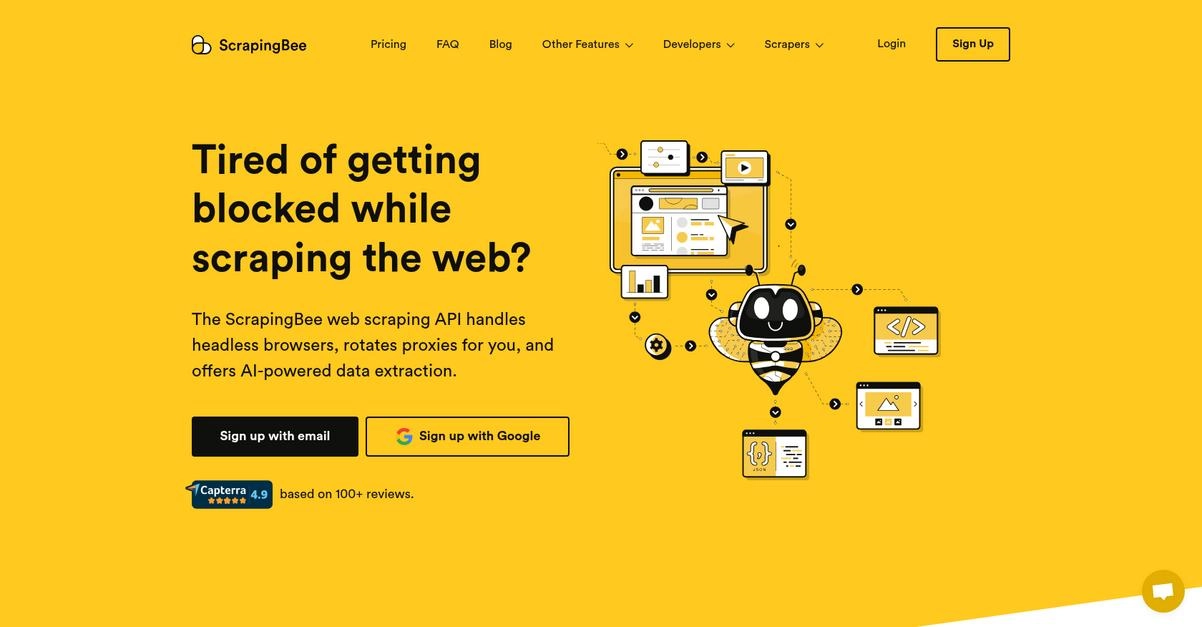 ScrapingBee
Pricing
FAQ
Blog
Other Features
Developers
Scrapers
Login
Sign Up
Tired of getting
blocked while
scraping the web?
The ScrapingBee web scraping API handles
headless browsers, rotates proxies for you, and
offers AI-powered data extraction.
Sign up with email
Sign up with Google
Capterra 4.9
based on 100+ reviews.
</>
{}
JSON